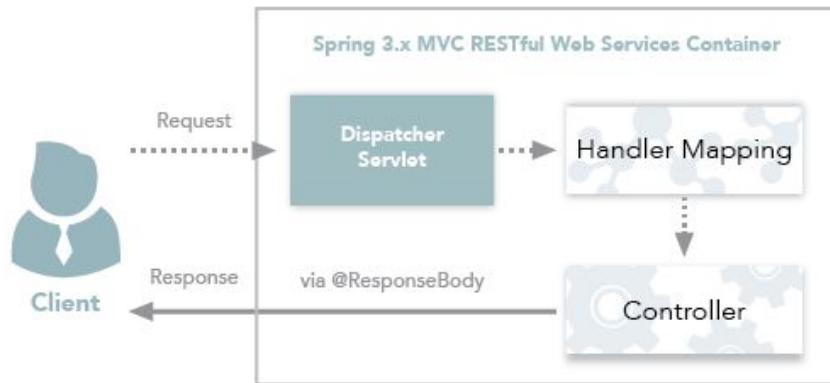 Spring 3.x MVC RESTful Web Services Container
Request
Dispatcher
Servlet
Handler Mapping
Response
via @ResponseBody
Client
Controller